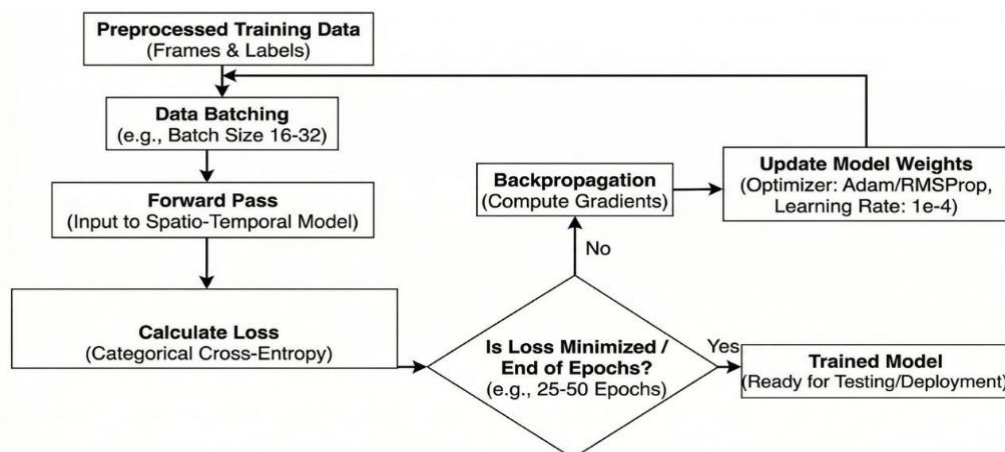 Preprocessed Training Data
(Frames & Labels)
Data Batching
(e.g., Batch Size 16-32)
Forward Pass
(Input to Spatio-Temporal Model)
Calculate Loss
(Categorical Cross-Entropy)
Is Loss Minimized /
End of Epochs?
(e.g., 25-50 Epochs)
No
Backpropagation
(Compute Gradients)
Update Model Weights
(Optimizer: Adam/RMSProp,
Learning Rate: 1e-4)
Yes
Trained Model
(Ready for Testing/Deployment)